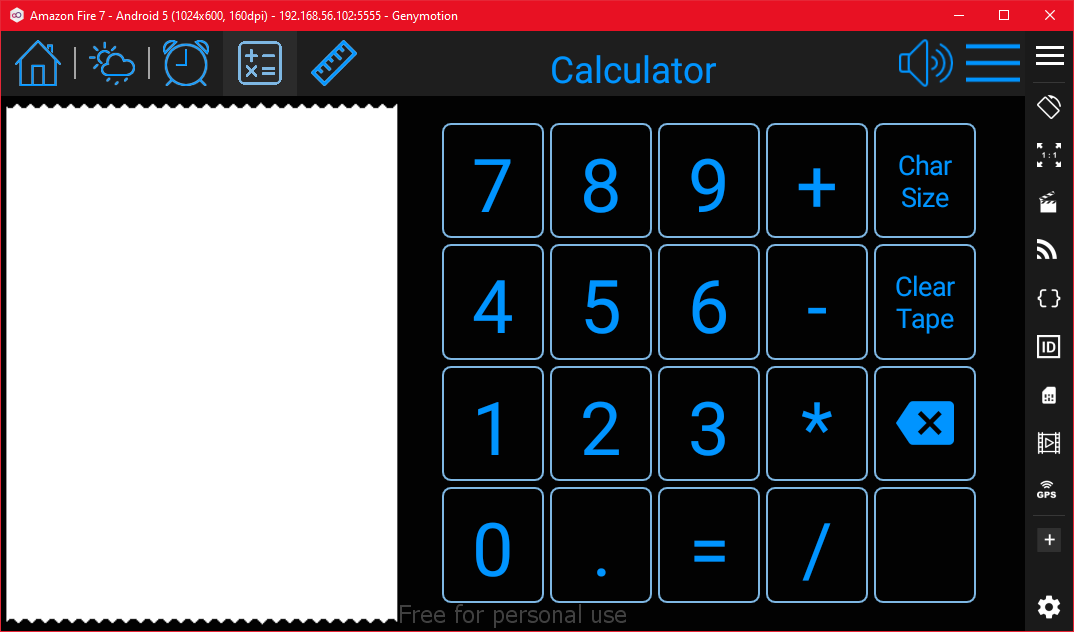 Amazon Fire 7 - Android 5 (1024x600, 160dpi) - 192.168.56.102:5555 - Genymotion
Calculator
1:1
7 8 9 + Char
Size
4 5 6 - Clear
Tape
1 2 3 *
0 . = /
ID
GPS
Free for personal use